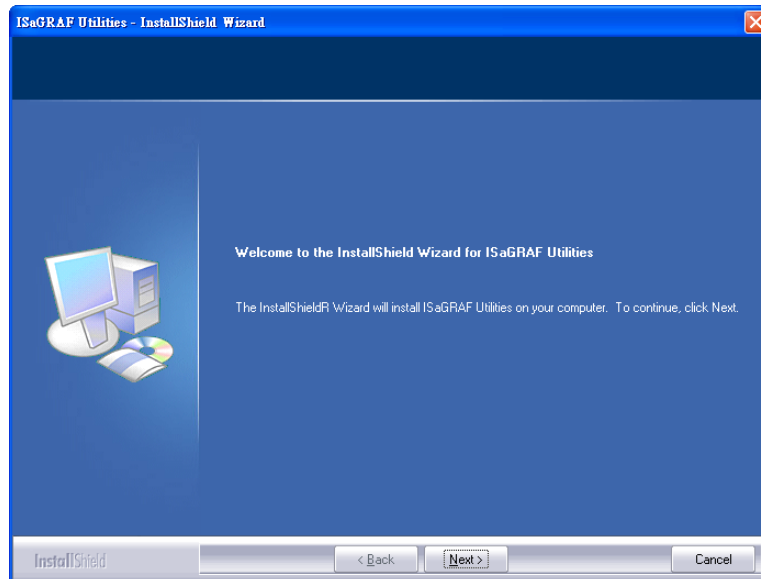 ISaGRAF Utilities - InstallShield Wizard
Welcome to the InstallShield Wizard for ISaGRAF Utilities
The InstallShieldR Wizard will install ISaGRAF Utilities on your computer. To continue, click Next.
InstallShield
< Back
Next >
Cancel